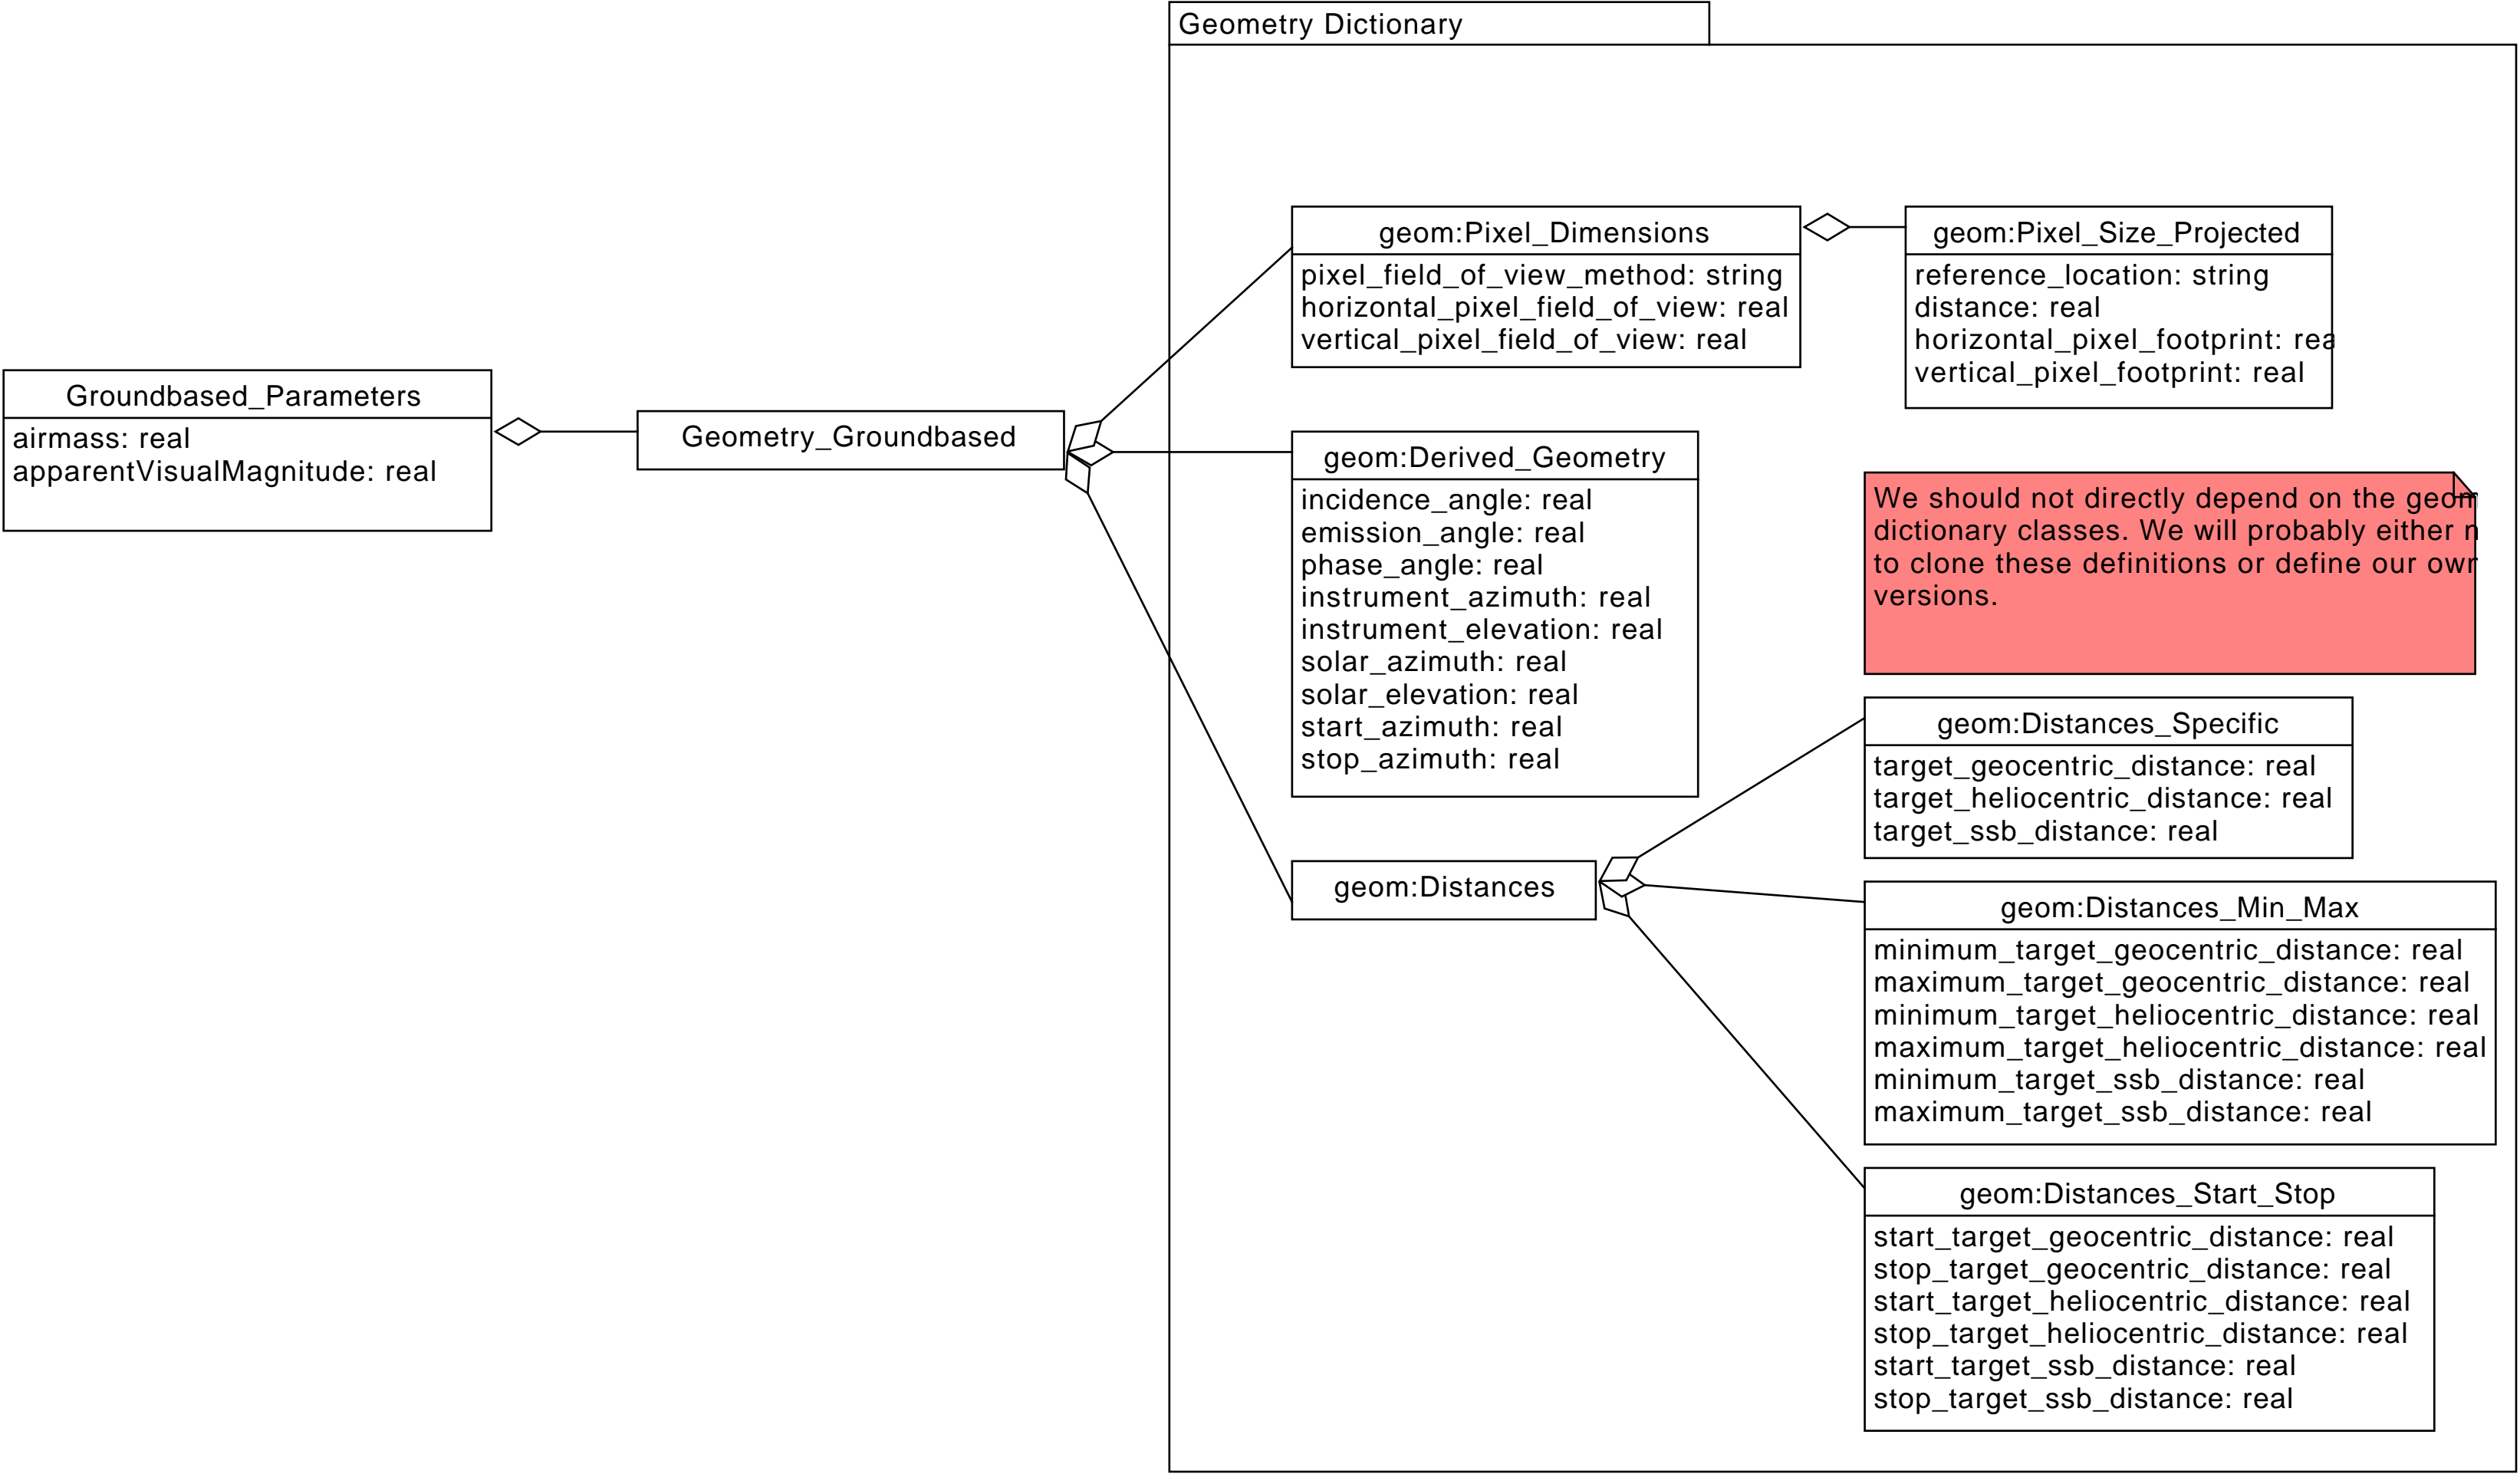 Geometry Dictionary
Groundbased_Parameters
airmass: real
apparentVisualMagnitude: real
Geometry_Groundbased
geom:Pixel_Dimensions
pixel_field_of_view_method: string
horizontal_pixel_field_of_view: real
vertical_pixel_field_of_view: real
geom:Pixel_Size_Projected
reference_location: string
distance: real
horizontal_pixel_footprint: rea
vertical_pixel_footprint: real
geom:Derived_Geometry
incidence_angle: real
emission_angle: real
phase_angle: real
instrument_azimuth: real
instrument_elevation: real
solar_azimuth: real
solar_elevation: real
start_azimuth: real
stop_azimuth: real
We should not directly depend on the geom
dictionary classes. We will probably either
to clone these definitions or define our own
versions.
geom:Distances
geom:Distances_Specific
target_geocentric_distance: real
target_heliocentric_distance: real
target_ssb_distance: real
geom:Distances_Min_Max
minimum_target_geocentric_distance: real
maximum_target_geocentric_distance: real
minimum_target_heliocentric_distance: real
maximum_target_heliocentric_distance: real
minimum_target_ssb_distance: real
maximum_target_ssb_distance: real
geom:Distances_Start_Stop
start_target_geocentric_distance: real
stop_target_geocentric_distance: real
start_target_heliocentric_distance: real
stop_target_heliocentric_distance: real
start_target_ssb_distance: real
stop_target_ssb_distance: real